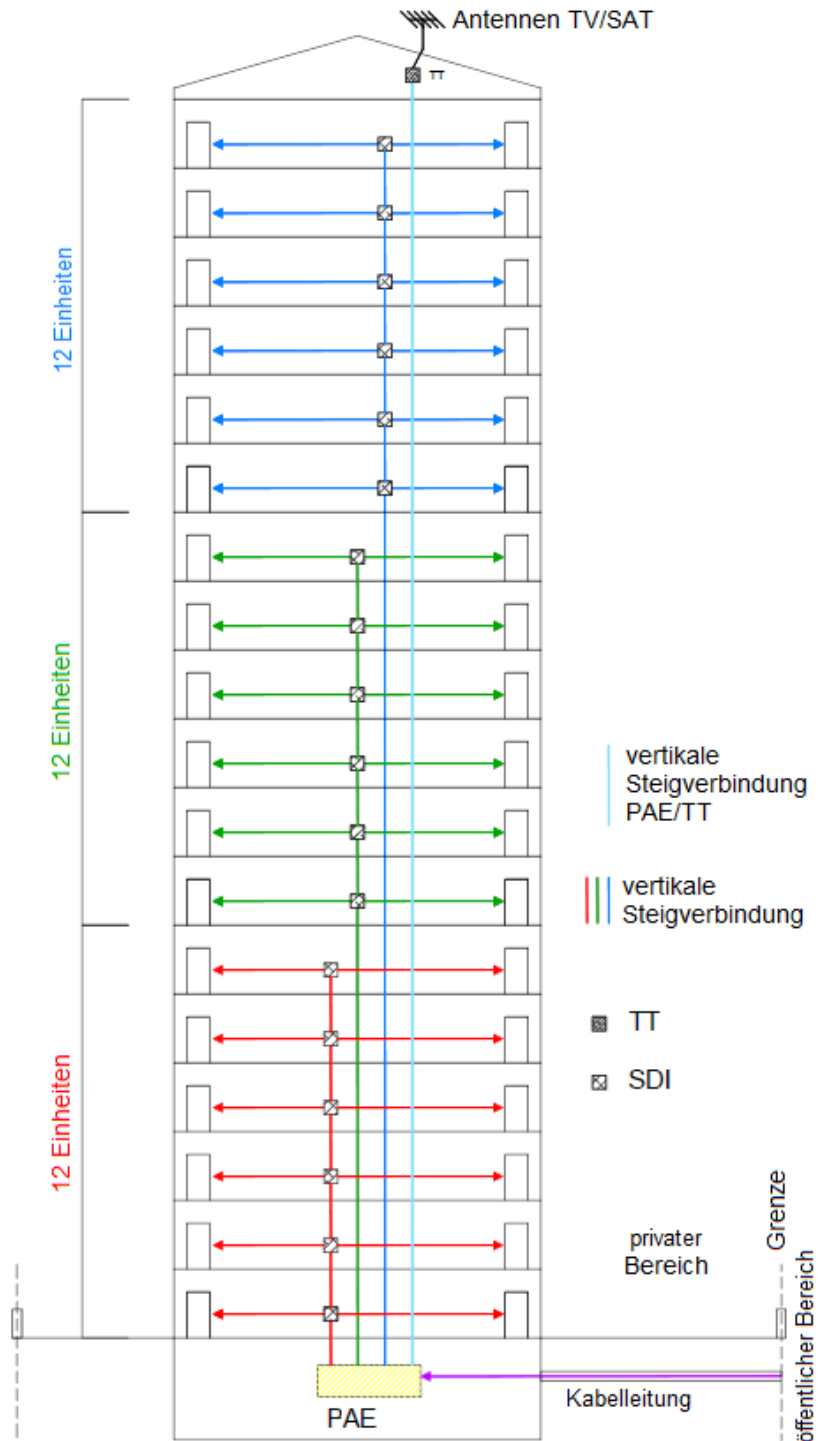 Antennen TV/SAT
TT
12 Einheiten
12 Einheiten
vertikale
Steigverbindung
PAE/TT
vertikale
Steigverbindung
TT
SDI
12 Einheiten
privater
Bereich
Grenze
öffentlicher Bereich
Kabelleitung
PAE